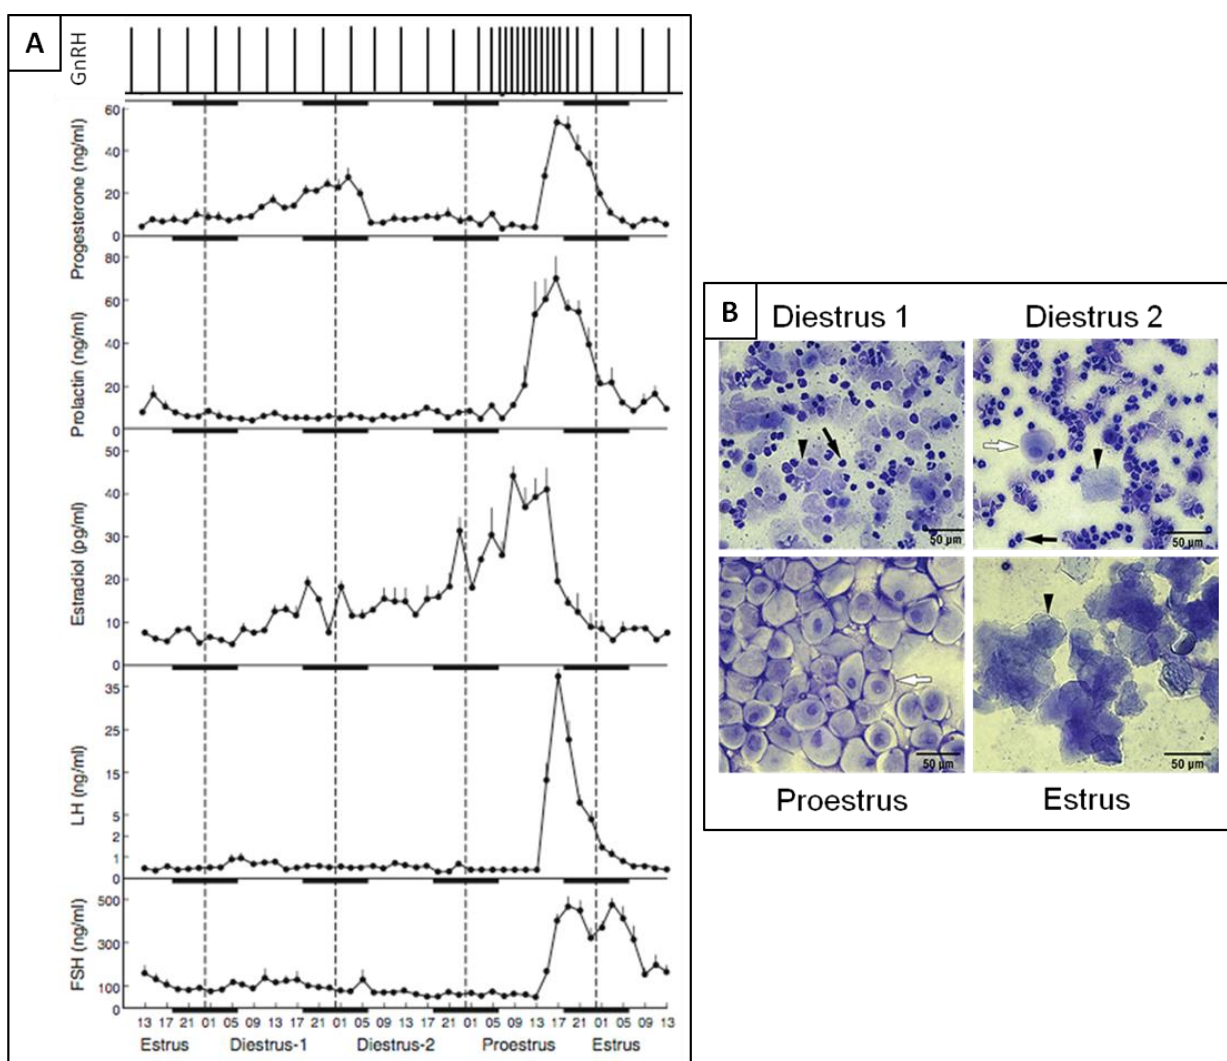 A
GnRH
Progesterone (ng/ml)
60
40
20
0
Prolactin (ng/ml)
80
60
40
20
0
Estradiol (pg/ml)
50
40
30
20
10
0
LH (ng/ml)
35
25
15
5
2
1
0
FSH (ng/ml)
500
300
100
0
13 17 21 01 05 09 13 17 21 01 05 09 13 17 21 01 05 09 13 17 21 01 05 09 13
Estrus Diestrus-1 Diestrus-2 Proestrus Estrus
B
Diestrus 1 Diestrus 2
50 µm 50 µm
50 µm 50 µm
Proestrus Estrus